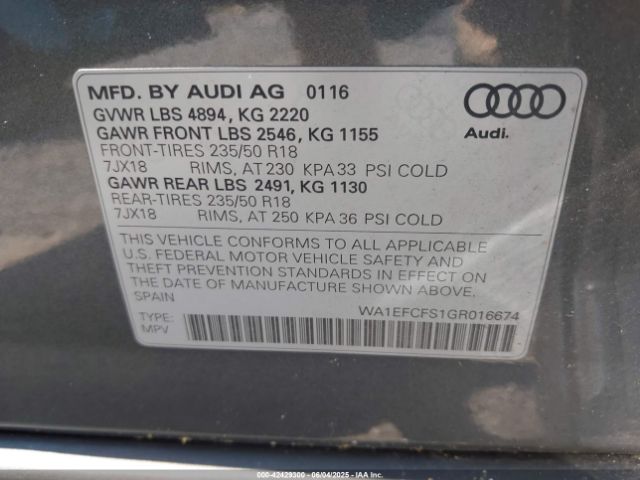 MFD. BY AUDI AG 0116
GVWR LBS 4894, KG 2220
GAWR FRONT LBS 2546, KG 1155
FRONT-TIRES 235/50 R18
7JX18 RIMS, AT 230 KPA 33 PSI COLD
GAWR REAR LBS 2491, KG 1130
REAR-TIRES 235/50 R18
7JX18 RIMS, AT 250 KPA 36 PSI COLD
Audi.
THIS VEHICLE CONFORMS TO ALL APPLICABLE
U.S. FEDERAL MOTOR VEHICLE SAFETY AND
THEFT PREVENTION STANDARDS IN EFFECT ON
THE DATE OF MANUFACTURE SHOWN ABOVE.
SPAIN
WA1EFCFS1GR016674
TYPE:
MPV
000-42429300 - 06/04/2025 - IAA